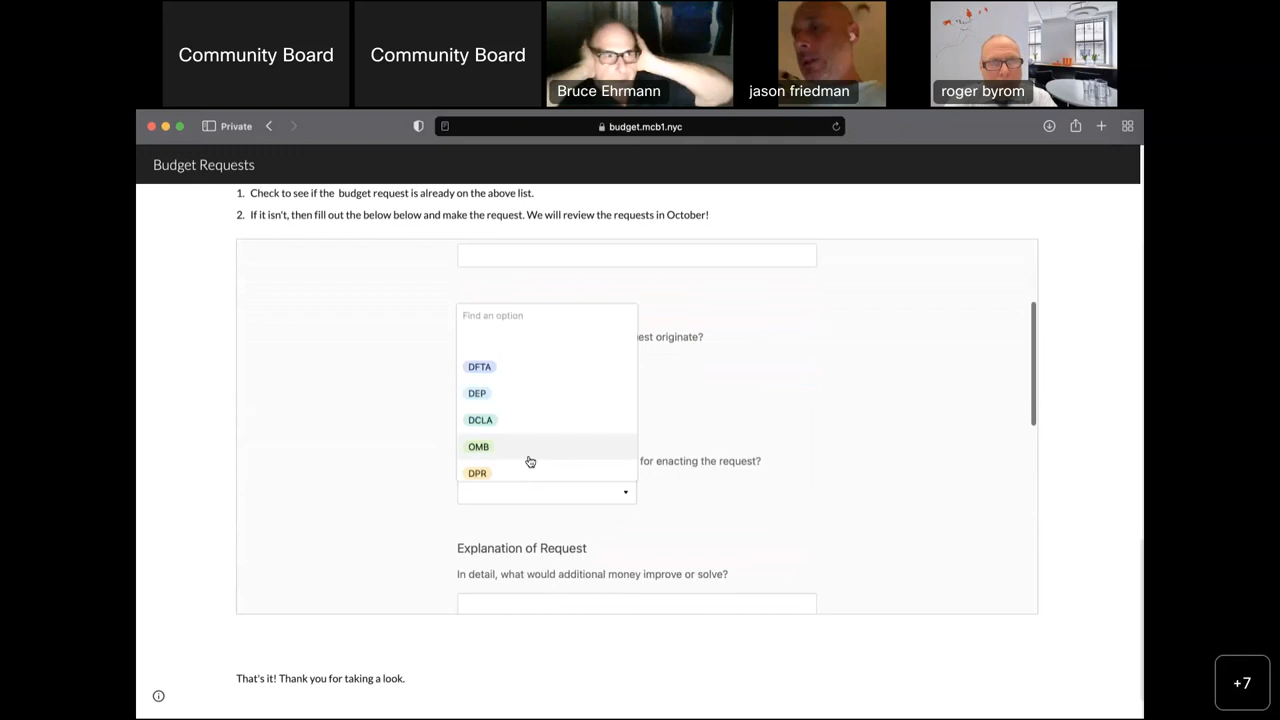 Community Board
Community Board
Bruce Ehrmann
jason friedman
roger byrom
Private
budget.mcb1.nyc
Budget Requests
1. Check to see if the budget request is already on the above list.
2. If it isn't, then fill out the below below and make the request. We will review the requests in October!
Find an option
est originate?
DFTA
DEP
DCLA
OMB
for enacting the request?
DPR
Explanation of Request
In detail, what would additional money improve or solve?
That's it! Thank you for taking a look.
+7